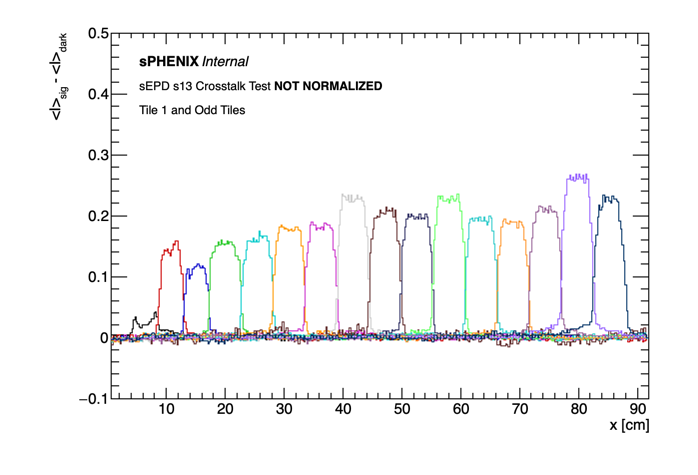 0.5
<I>sig - <I>dark
sPHENIX Internal
sEPD s13 Crosstalk Test NOT NORMALIZED
0.4
Tile 1 and Odd Tiles
0.3
0.2
0.1
0
−0.1
10 20 30 40 50 60 70 80 90
x [cm]